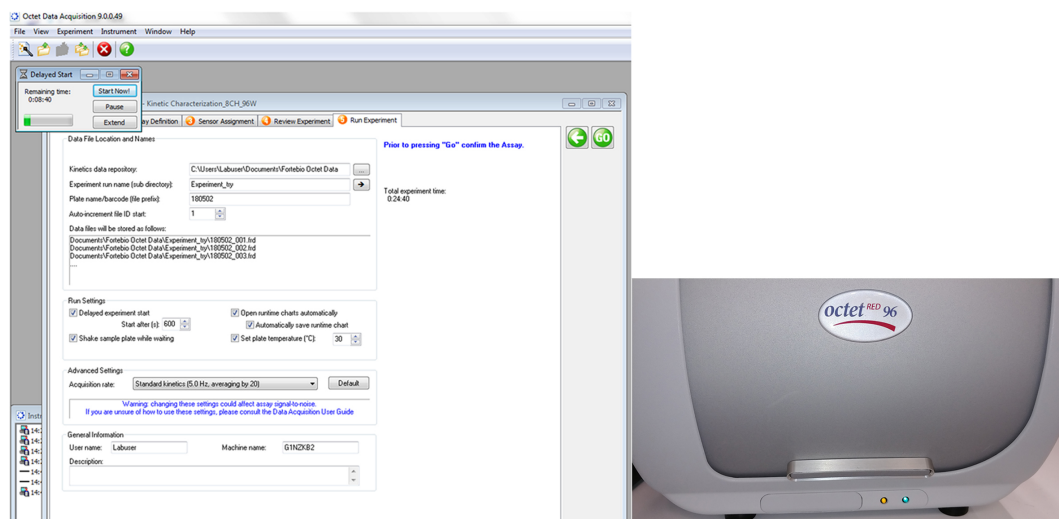 Octet Data Acquisition 9.0.0.49
File View Experiment Instrument Window Help
Delayed Start
Remaining time:
0:08:40
Start Now!
Pause
Extend
- Kinetic Characterization_8CH_96W
ay Definition
Sensor Assignment
Review Experiment
Run Experiment
Data File Location and Names
Kinetics data repository: C:\Users\Labuser\Documents\Fortebio Octet Data ...
Experiment run name (sub directory): Experiment_try
Plate name/barcode (file prefix): 180502
Auto-increment file ID start: 1
Data files will be stored as follows:
Documents\Fortebio Octet Data\Experiment_try\180502_001.frd
Documents\Fortebio Octet Data\Experiment_try\180502_002.frd
Documents\Fortebio Octet Data\Experiment_try\180502_003.frd
....
Prior to pressing "Go" confirm the Assay.
GO
Total experiment time:
0:24:40
Run Settings
Delayed experiment start
Open runtime charts automatically
Start after (s): 600
Automatically save runtime chart
Shake sample plate while waiting
Set plate temperature (°C): 30
Advanced Settings
Acquisition rate: Standard kinetics (5.0 Hz, averaging by 20) Default
Warning: changing these settings could affect assay signal-to-noise.
If you are unsure of how to use these settings, please consult the Data Acquisition User Guide
General Information
User name: Labuser Machine name: G1NZKB2
Description:
Instr
14:
14:
14:
14:
14:
14:
14:
octet RED 96